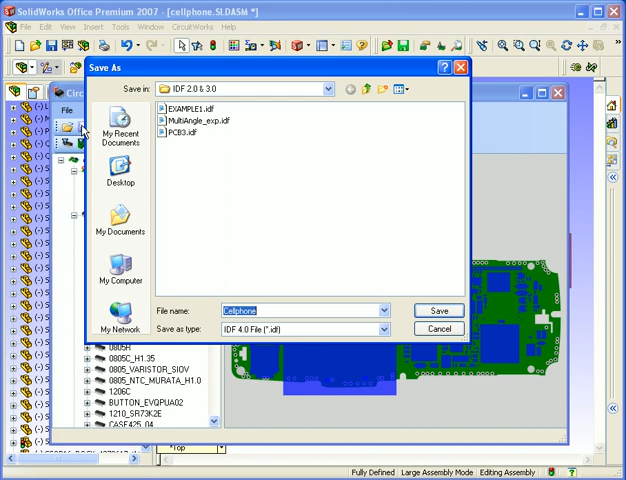 SolidWorks Office Premium 2007 - [cellphone.SLDASM *]
File Edit View Insert Tools CircuitWorks Window Help
Save As
Save in: IDF 2.0 & 3.0
EXAMPLE1.idf
MultiAngle_exp.idf
PCB3.idf
My Recent
Documents
Desktop
My Documents
My Computer
My Network
File name: Cellphone
Save
Save as type: IDF 4.0 File (*.idf)
Cancel
Circ
File
0805R
0805C_H1.35
0805_VARISTOR_SIOV
0805_NTC_MURATA_H1.0
1206C
BUTTON_EVQPUA02
1210_SR73K2E
CASE425_04
*Top
Fully Defined Large Assembly Mode Editing Assembly